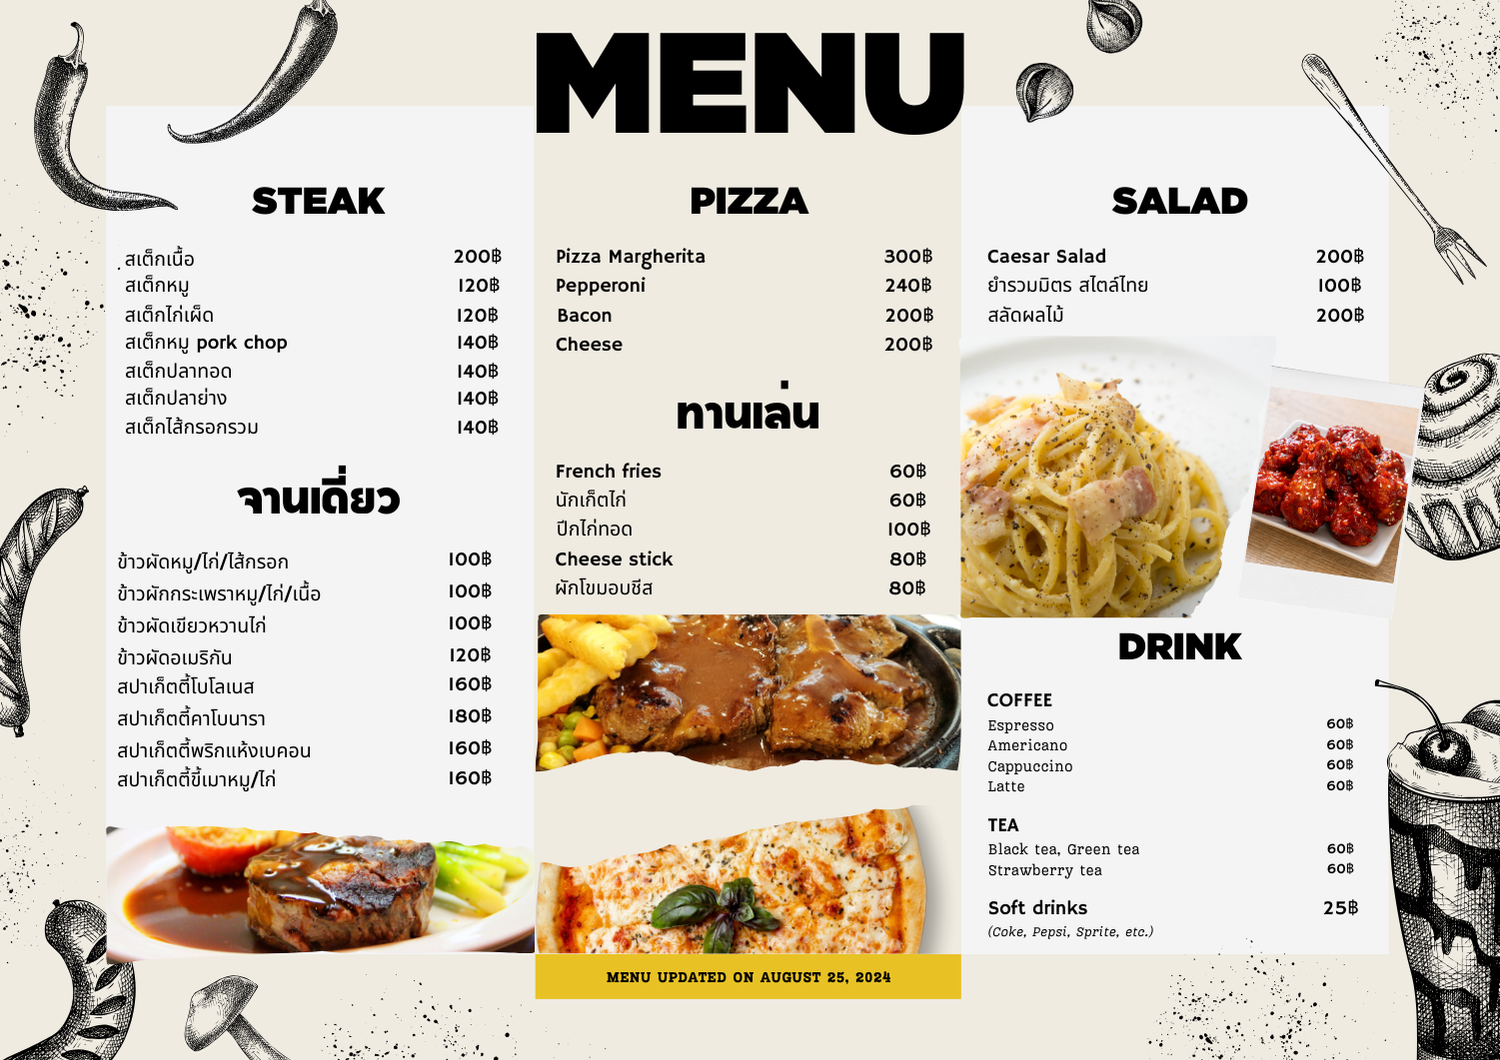 MENU
STEAK
สเต็กเนื้อ 200฿
สเต็กหมู 120฿
สเต็กไก่เผ็ด 120฿
สเต็กหมู pork chop 140฿
สเต็กปลาทอด 140฿
สเต็กปลาย่าง 140฿
สเต็กไส้กรอกรวม 140฿
จานเดี่ยว
ข้าวผัดหมู/ไก่/ไส้กรอก 100฿
ข้าวผักกระเพราหมู/ไก่/เนื้อ 100฿
ข้าวผัดเขียวหวานไก่ 100฿
ข้าวผัดอเมริกัน 120฿
สปาเก็ตตี้โบโลเนส 160฿
สปาเก็ตตี้คาโบนารา 180฿
สปาเก็ตตี้พริกแห้งเบคอน 160฿
สปาเก็ตตี้ขี้เมาหมู/ไก่ 160฿
PIZZA
Pizza Margherita 300฿
Pepperoni 240฿
Bacon 200฿
Cheese 200฿
ทานเล่น
French fries 60฿
นักเก็ตไก่ 60฿
ปีกไก่ทอด 100฿
Cheese stick 80฿
ผักโขมอบชีส 80฿
SALAD
Caesar Salad 200฿
ยำรวมมิตร สไตล์ไทย 100฿
สลัดผลไม้ 200฿
DRINK
COFFEE
Espresso 60฿
Americano 60฿
Cappuccino 60฿
Latte 60฿
TEA
Black tea, Green tea 60฿
Strawberry tea 60฿
Soft drinks 25฿
(Coke, Pepsi, Sprite, etc.)
MENU UPDATED ON AUGUST 25, 2024